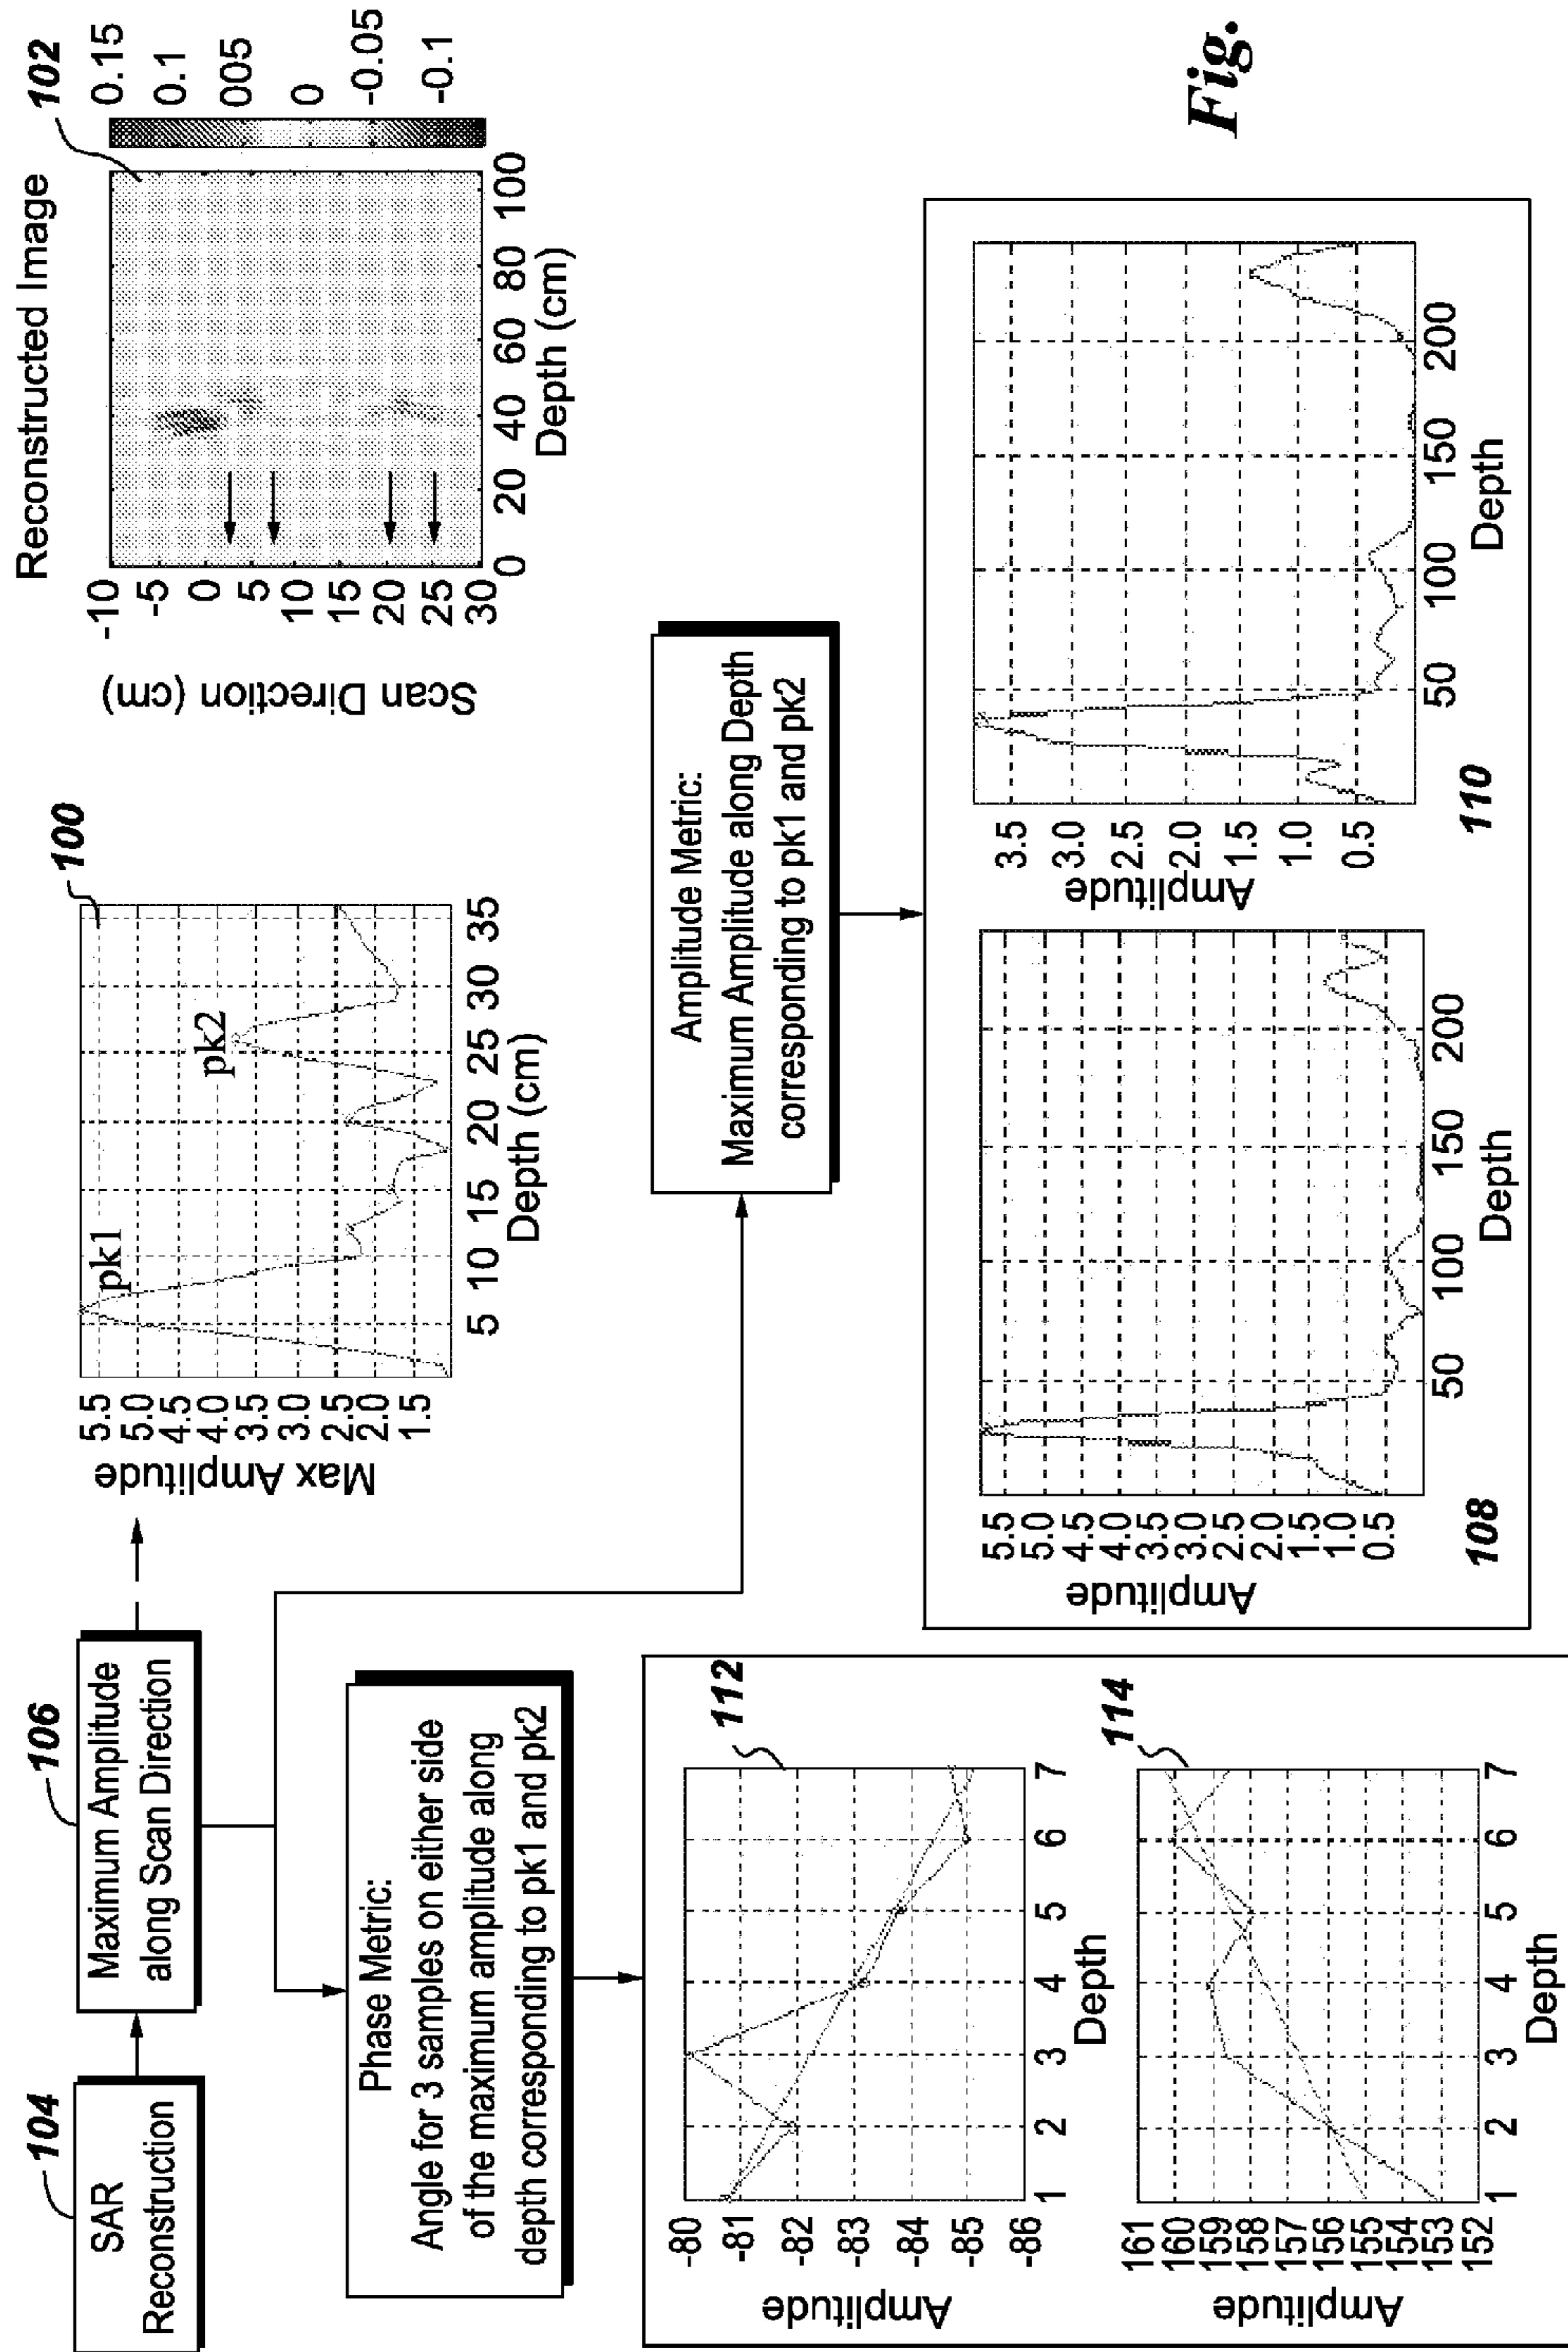 104
SAR
Reconstruction
106
Maximum Amplitude
along Scan Direction
100
Max Amplitude
5.5
5.0
4.5
4.0
3.5
3.0
2.5
2.0
1.5
pk1
pk2
5 10 15 20 25 30 35
Depth (cm)
Reconstructed Image
102
Scan Direction (cm)
-10
-5
0
5
10
15
20
25
30
0 20 40 60 80 100
Depth (cm)
0.15
0.1
005
0
-0.05
-0.1
Phase Metric:
Angle for 3 samples on either side
of the maximum amplitude along
depth corresponding to pk1 and pk2
Amplitude Metric:
Maximum Amplitude along Depth
corresponding to pk1 and pk2
112
Amplitude
-80
-81
-82
-83
-84
-85
-86
1 2 3 4 5 6 7
Depth
114
Amplitude
161
160
159
158
157
156
155
154
153
152
1 2 3 4 5 6 7
Depth
Amplitude
5.5
5.0
4.5
4.0
3.5
3.0
2.5
2.0
1.5
1.0
0.5
50 100 150 200
Depth
108
Amplitude
3.5
3.0
2.5
2.0
1.5
1.0
0.5
50 100 150 200
Depth
110
Fig.